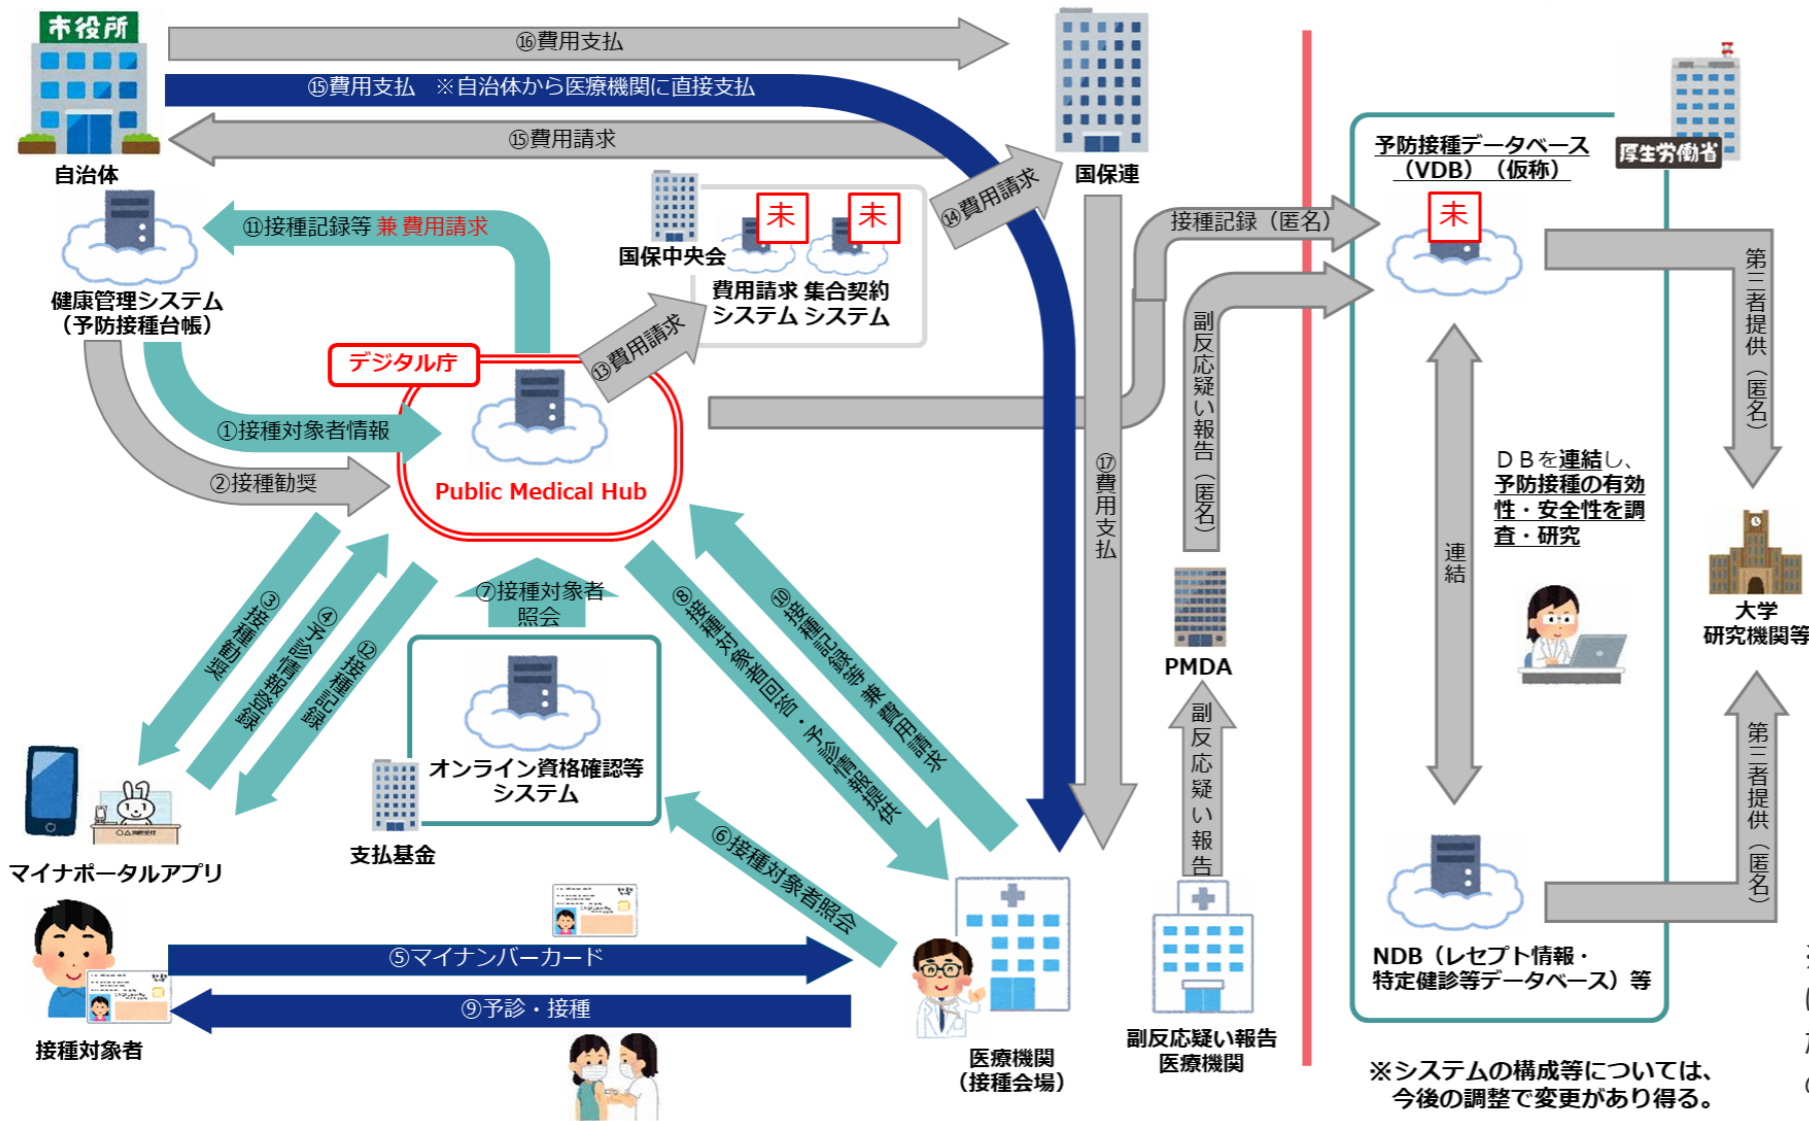 市役所
自治体
⑯費用支払
⑮費用支払 ※自治体から医療機関に直接支払
⑮費用請求
国保連
⑭費用請求
国保中央会
未
未
費用請求
システム
集合契約
システム
⑬費用請求
⑪接種記録等 兼 費用請求
健康管理システム
（予防接種台帳）
デジタル庁
Public Medical Hub
①接種対象者情報
②接種勧奨
③接種勧奨
④予診情報登録
⑫接種記録
⑦接種対象者
照会
オンライン資格確認等
システム
支払基金
⑧接種対象者回答・予診情報提供
⑩接種記録等 兼 費用請求
⑥接種対象者照会
マイナポータルアプリ
⑤マイナンバーカード
⑨予診・接種
接種対象者
医療機関
（接種会場）
⑰費用支払
接種記録（匿名）
副反応疑い報告（匿名）
PMDA
副反応疑い報告
副反応疑い報告
医療機関
厚生労働省
予防接種データベース
（VDB）（仮称）
未
第三者提供（匿名）
連結
ＤＢを連結し、
予防接種の有効
性・安全性を調
査・研究
大学
研究機関等
第三者提供（匿名）
NDB（レセプト情報・
特定健診等データベース）等
※システムの構成等については、
今後の調整で変更があり得る。